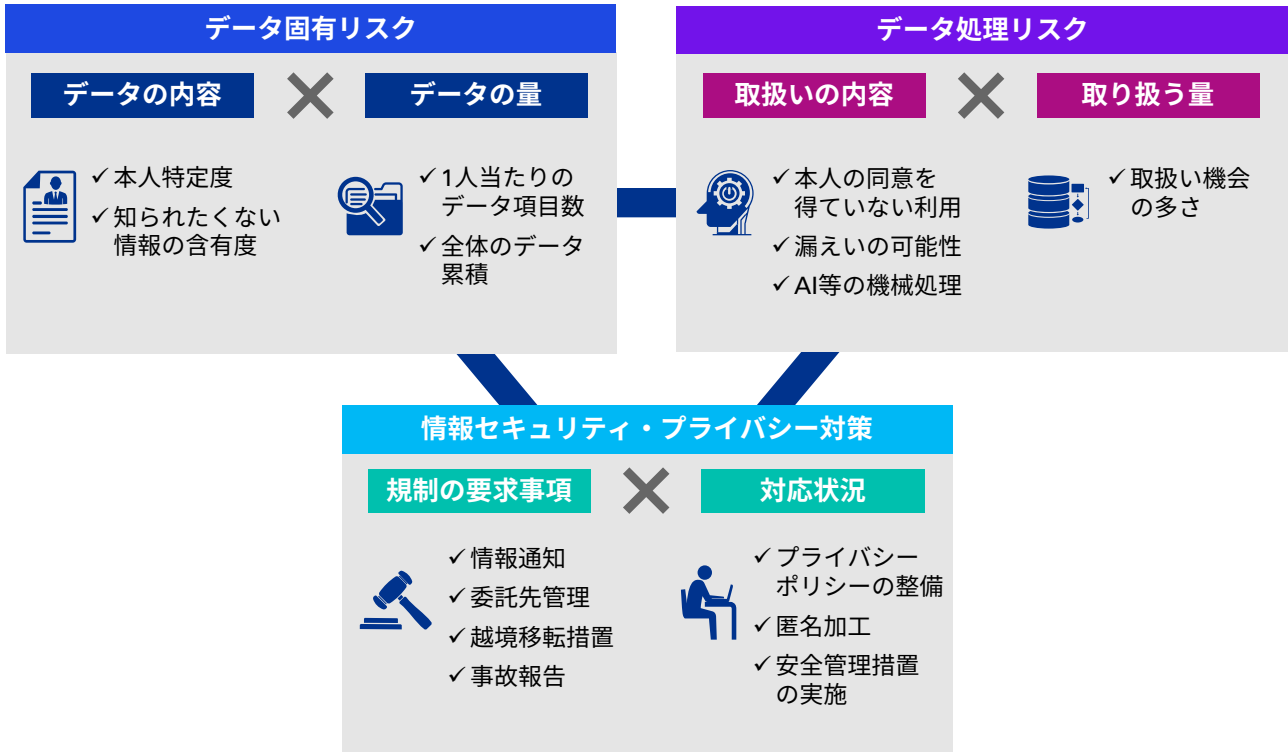 データ固有リスク
データの内容
データの量
✓本人特定度
✓知られたくない
情報の含有度
✓1人当たりの
データ項目数
✓全体のデータ
累積
データ処理リスク
取扱いの内容
取り扱う量
✓本人の同意を
得ていない利用
✓漏えいの可能性
✓AI等の機械処理
✓取扱い機会
の多さ
情報セキュリティ・プライバシー対策
規制の要求事項
対応状況
✓情報通知
✓委託先管理
✓越境移転措置
✓事故報告
✓プライバシー
ポリシーの整備
✓匿名加工
✓安全管理措置
の実施